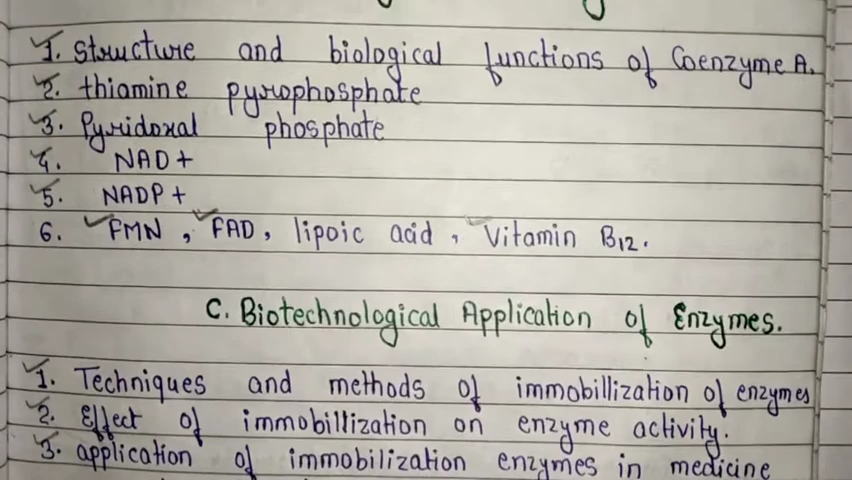 1. Structure and biological functions of Coenzyme A.
2. thiamine pyrophosphate
3. Pyridoxal phosphate
4. NAD+
5. NADP+
6. FMN, FAD, lipoic acid, Vitamin B12.
C. Biotechnological Application of Enzymes.
1. Techniques and methods of immobillization of enzymes
2. Effect of immobillization on enzyme activity.
3. application of immobilization enzymes in medicine